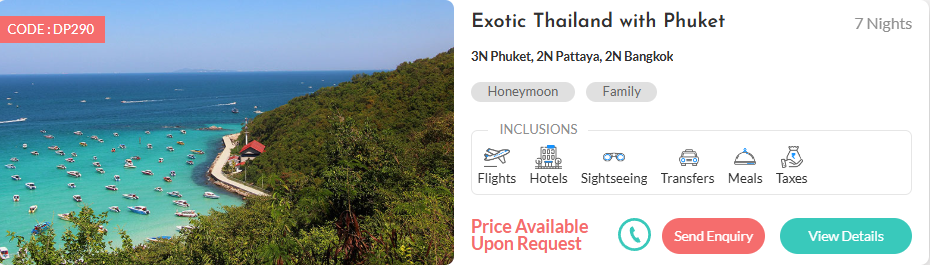 CODE : DP290
Exotic Thailand with Phuket
7 Nights
3N Phuket, 2N Pattaya, 2N Bangkok
Honeymoon
Family
INCLUSIONS
Flights
Hotels
Sightseeing
Transfers
Meals
Taxes
Price Available
Upon Request
Send Enquiry
View Details